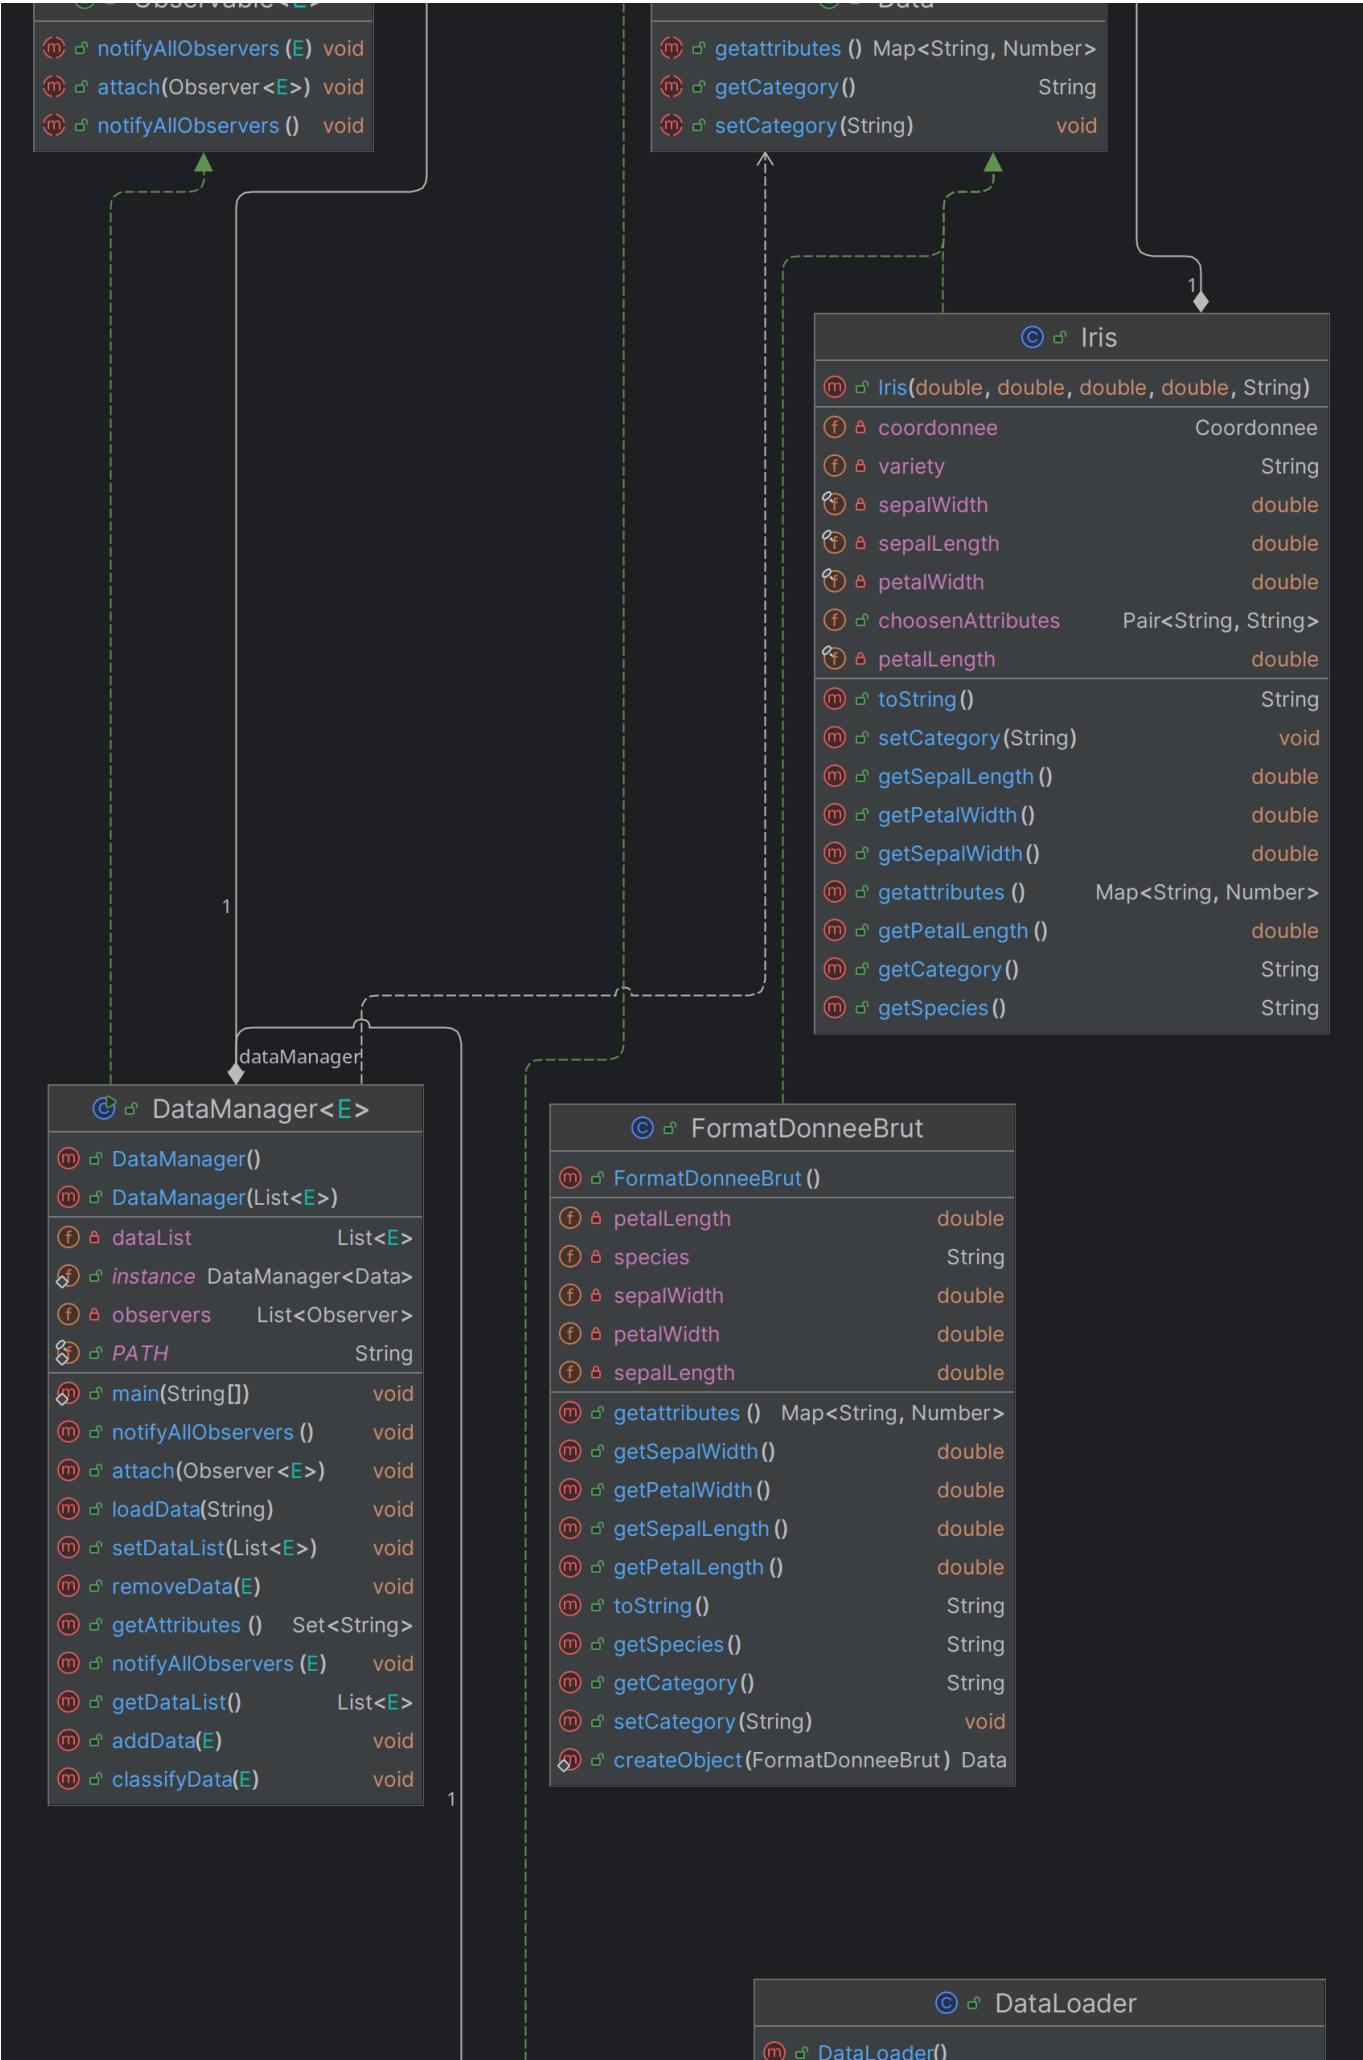 Observable<E>
notifyAllObservers(E) void
attach(Observer<E>) void
notifyAllObservers() void
Data
getattributes() Map<String, Number>
getCategory() String
setCategory(String) void
1
Iris
Iris(double, double, double, double, String)
coordonnee Coordonnee
variety String
sepalWidth double
sepalLength double
petalWidth double
choosenAttributes Pair<String, String>
petalLength double
toString() String
setCategory(String) void
getSepalLength() double
getPetalWidth() double
getSepalWidth() double
getattributes() Map<String, Number>
getPetalLength() double
getCategory() String
getSpecies() String
1
dataManager
DataManager<E>
DataManager()
DataManager(List<E>)
dataList List<E>
instance DataManager<Data>
observers List<Observer>
PATH String
main(String[]) void
notifyAllObservers() void
attach(Observer<E>) void
loadData(String) void
setDataList(List<E>) void
removeData(E) void
getAttributes() Set<String>
notifyAllObservers(E) void
getDataList() List<E>
addData(E) void
classifyData(E) void
1
FormatDonneeBrut
FormatDonneeBrut()
petalLength double
species String
sepalWidth double
petalWidth double
sepalLength double
getattributes() Map<String, Number>
getSepalWidth() double
getPetalWidth() double
getSepalLength() double
getPetalLength() double
toString() String
getSpecies() String
getCategory() String
setCategory(String) void
createObject(FormatDonneeBrut) Data
DataLoader
DataLoader()